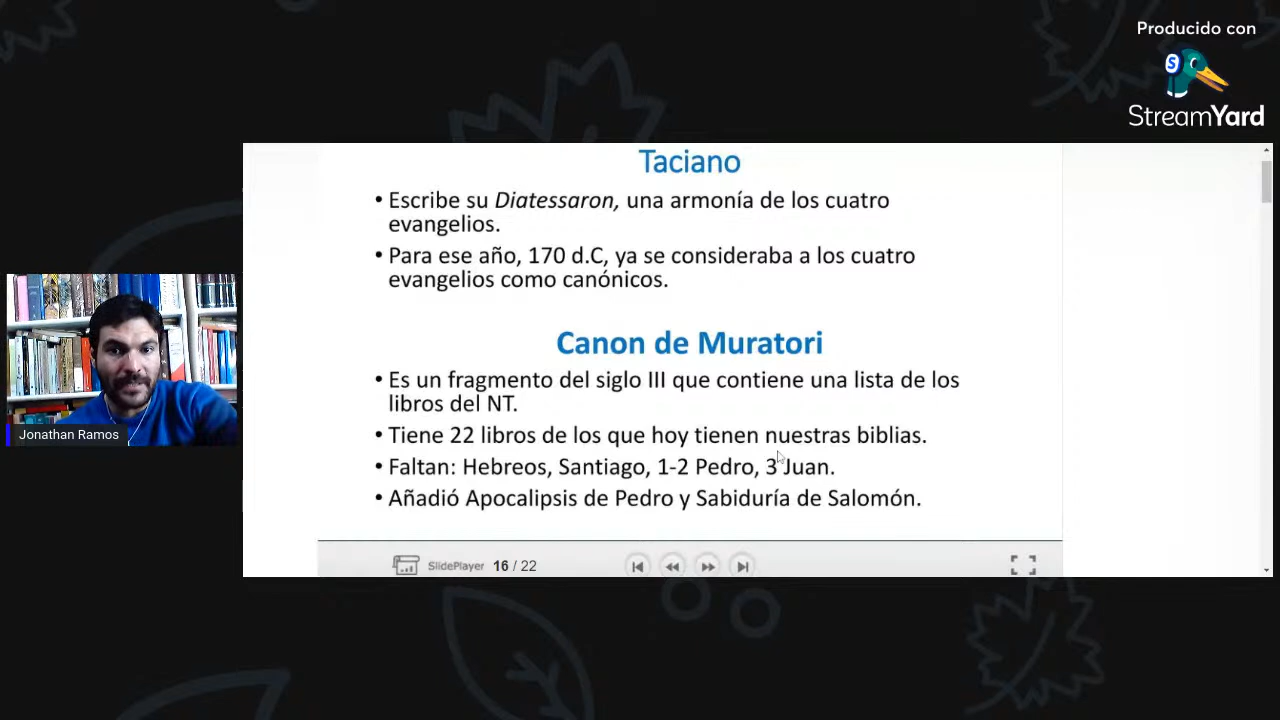 Producido con
S
StreamYard
Taciano
• Escribe su Diatessaron, una armonía de los cuatro
evangelios.
• Para ese año, 170 d.C, ya se consideraba a los cuatro
evangelios como canónicos.
Canon de Muratori
• Es un fragmento del siglo III que contiene una lista de los
libros del NT.
• Tiene 22 libros de los que hoy tienen nuestras biblias.
• Faltan: Hebreos, Santiago, 1-2 Pedro, 3 Juan.
• Añadió Apocalipsis de Pedro y Sabiduría de Salomón.
Jonathan Ramos
SlidePlayer 16 / 22